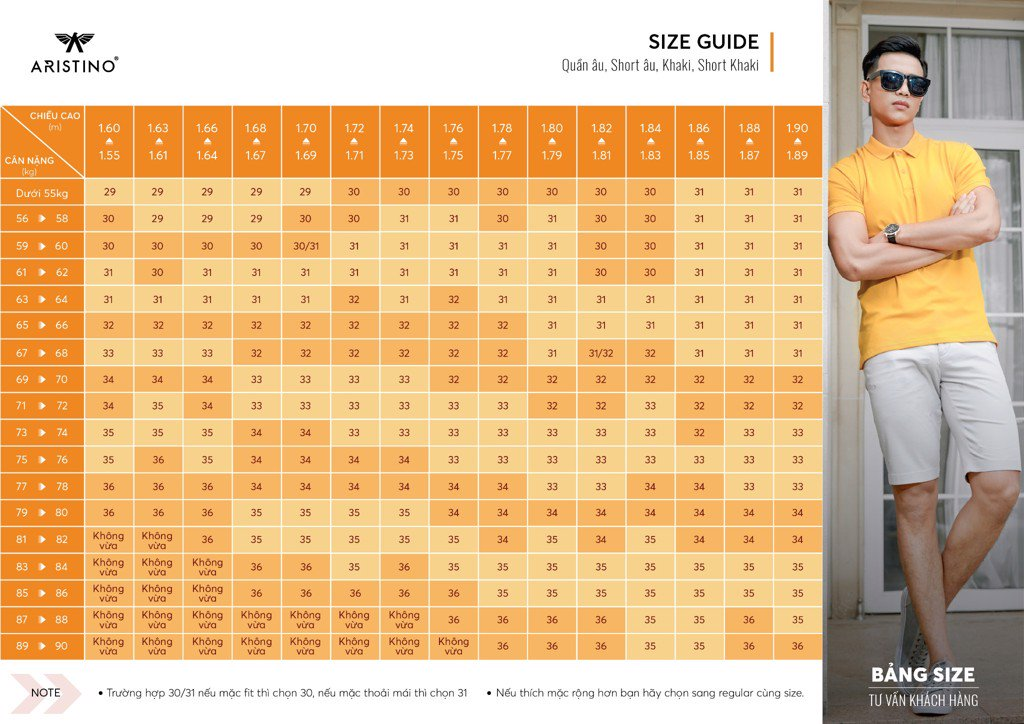 ARISTINO®
SIZE GUIDE
Quần âu, Short âu, Khaki, Short Khaki
CHIỀU CAO
(m)
CÂN NẶNG
(kg)
1.60 1.63 1.66 1.68 1.70 1.72 1.74 1.76 1.78 1.80 1.82 1.84 1.86 1.88 1.90
1.55 1.61 1.64 1.67 1.69 1.71 1.73 1.75 1.77 1.79 1.81 1.83 1.85 1.87 1.89
Dưới 55kg 29 29 29 29 29 30 30 30 30 30 30 30 31 31 31
56 58 30 29 29 29 30 30 31 31 30 31 30 30 31 31 31
59 60 30 30 30 30 30/31 31 31 31 31 31 30 30 31 31 31
61 62 31 30 31 31 31 31 31 31 31 31 30 30 31 31 31
63 64 31 31 31 31 31 32 31 32 31 31 31 31 31 31 31
65 66 32 32 32 32 32 32 32 32 32 31 31 31 31 31 31
67 68 33 33 33 32 32 32 32 32 32 31 31/32 32 31 31 31
69 70 34 34 34 33 33 33 33 32 32 32 32 32 32 32 32
71 72 34 35 34 33 33 33 33 33 33 32 32 33 32 32 32
73 74 35 35 35 34 34 33 33 33 33 33 33 33 32 33 33
75 76 35 36 35 34 34 34 34 33 33 33 33 33 33 33 33
77 78 36 36 36 34 34 34 34 34 34 33 33 34 34 33 33
79 80 36 36 36 35 35 35 35 34 34 34 34 34 34 34 34
81 82 Không vừa Không vừa 36 35 35 35 35 35 34 35 34 35 34 34 34
83 84 Không vừa Không vừa Không vừa 36 36 35 36 35 35 35 35 35 35 35 35
85 86 Không vừa Không vừa Không vừa 36 36 36 36 36 35 35 35 35 35 35 35
87 88 Không vừa Không vừa Không vừa Không vừa Không vừa Không vừa Không vừa 36 36 36 36 35 35 36 35
89 90 Không vừa Không vừa Không vừa Không vừa Không vừa Không vừa Không vừa Không vừa 36 36 36 35 35 36 35
NOTE
• Trường hợp 30/31 nếu mặc fit thì chọn 30, nếu mặc thoải mái thì chọn 31
• Nếu thích mặc rộng hơn bạn hãy chọn sang regular cùng size.
BẢNG SIZE
TƯ VẤN KHÁCH HÀNG